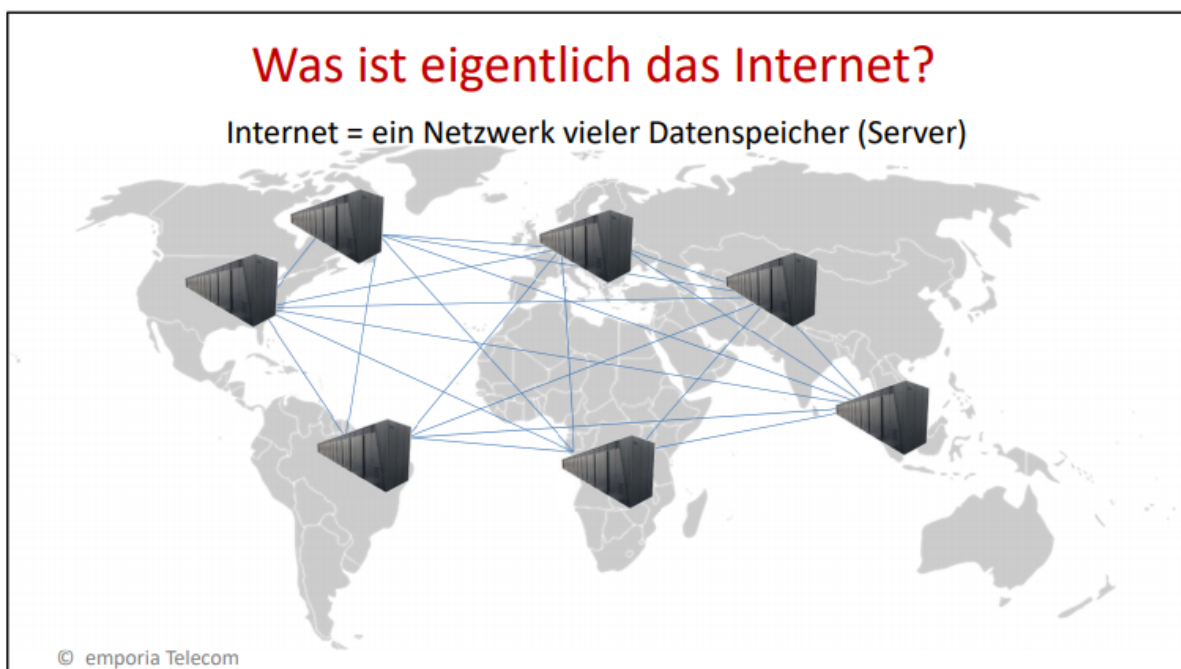 Was ist eigentlich das Internet?
Internet = ein Netzwerk vieler Datenspeicher (Server)
© emporia Telecom